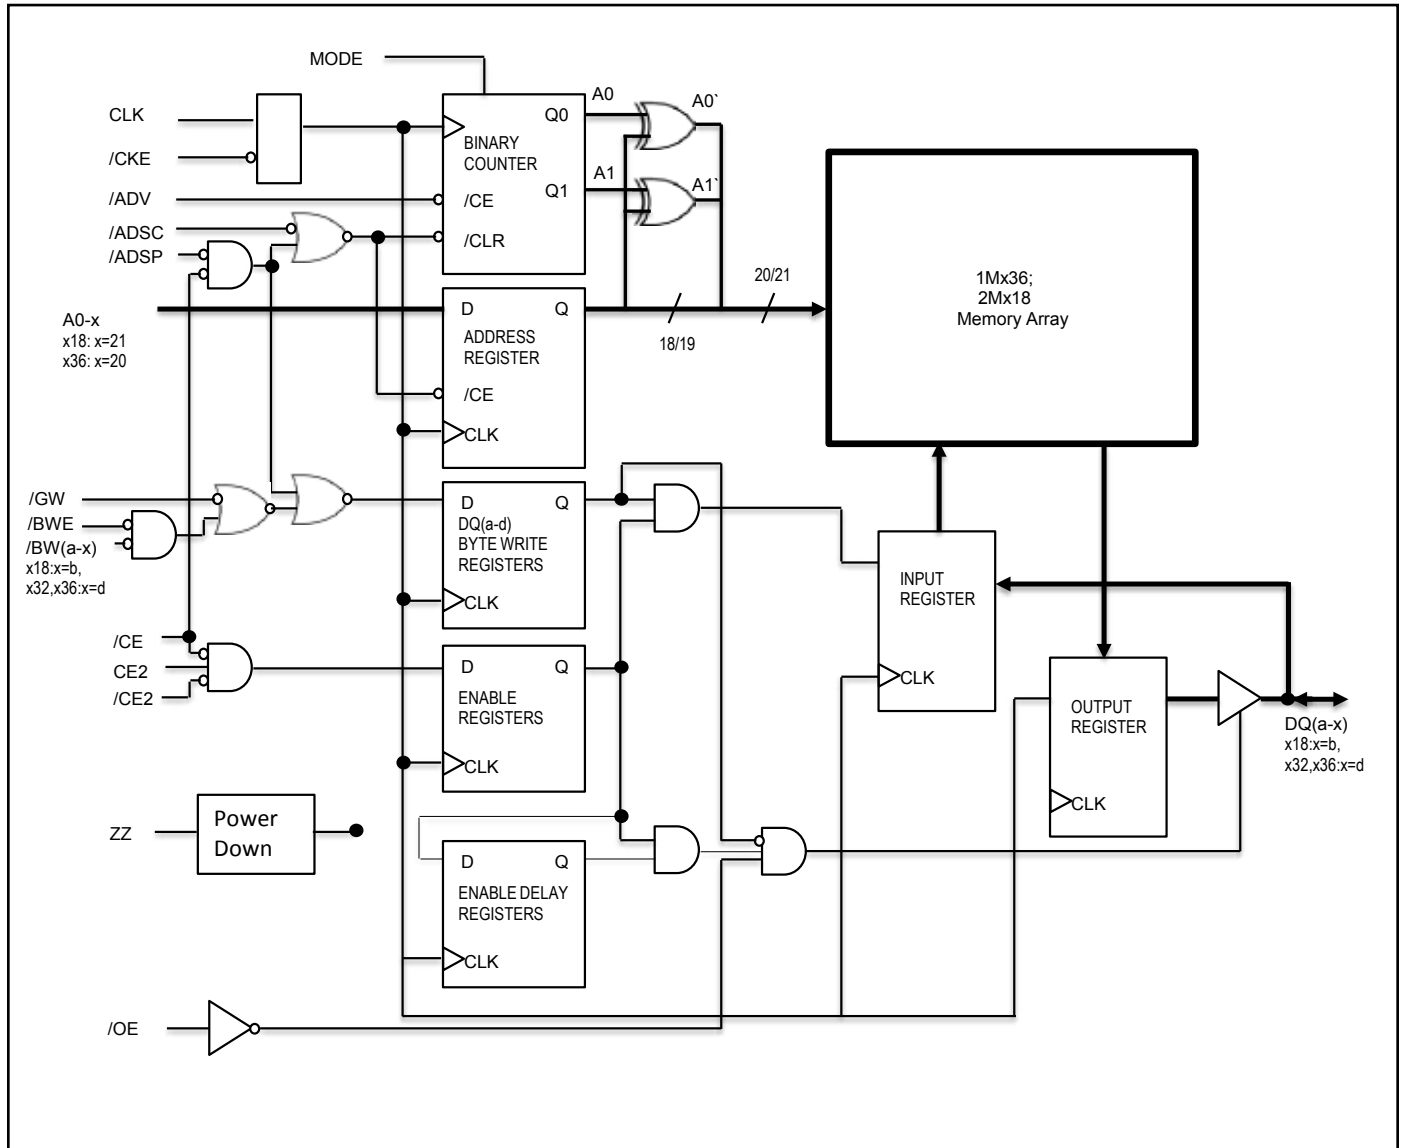 MODE
CLK
/CKE
/ADV
/ADSC
/ADSP
BINARY
COUNTER
Q0
Q1
/CE
/CLR
A0
A0`
A1
A1`
A0-x
x18: x=21
x36: x=20
D
Q
ADDRESS
REGISTER
/CE
CLK
18/19
20/21
1Mx36;
2Mx18
Memory Array
/GW
/BWE
/BW(a-x)
x18:x=b,
x32,x36:x=d
D
Q
DQ(a-d)
BYTE WRITE
REGISTERS
CLK
INPUT
REGISTER
CLK
/CE
CE2
/CE2
D
Q
ENABLE
REGISTERS
CLK
OUTPUT
REGISTER
CLK
DQ(a-x)
x18:x=b,
x32,x36:x=d
ZZ
Power
Down
D
Q
ENABLE DELAY
REGISTERS
CLK
/OE